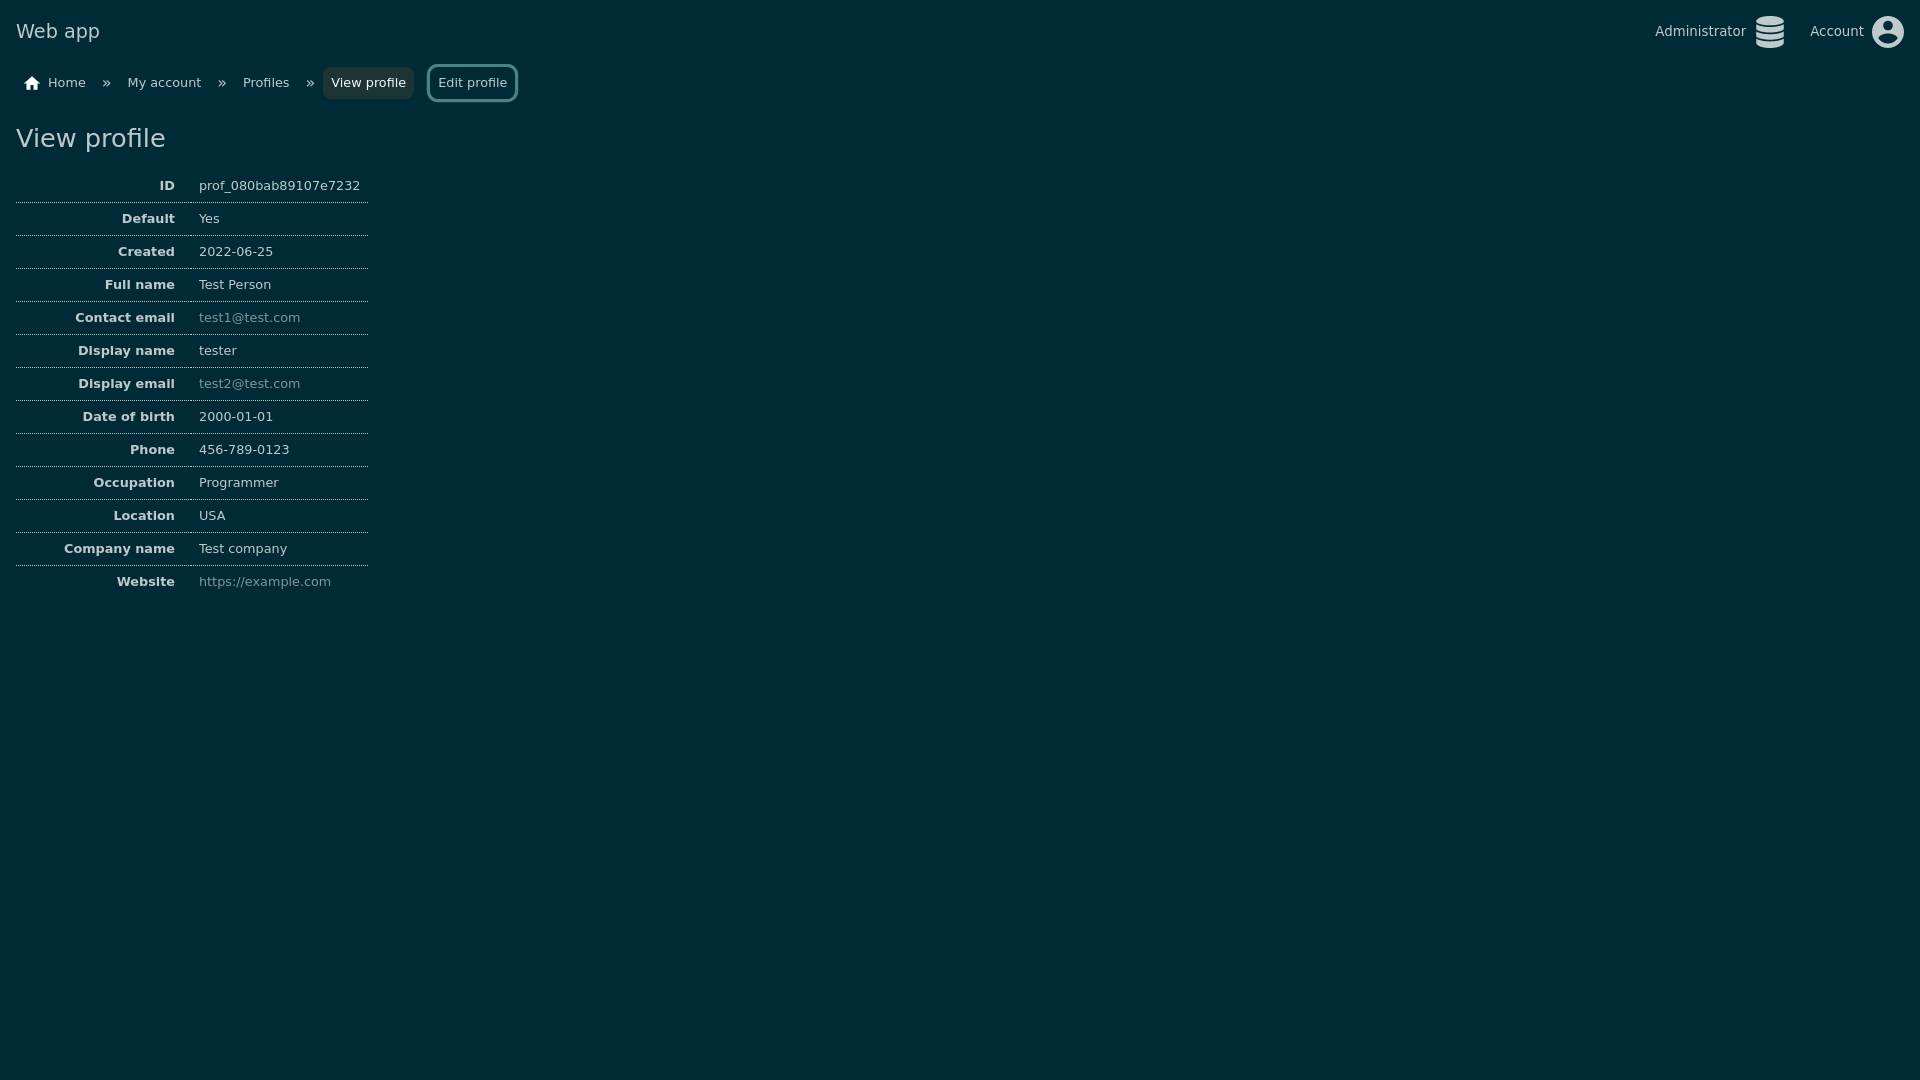 Web app
Administrator
Account
Home » My account » Profiles » View profile Edit profile
View profile
ID prof_080bab89107e7232
Default Yes
Created 2022-06-25
Full name Test Person
Contact email test1@test.com
Display name tester
Display email test2@test.com
Date of birth 2000-01-01
Phone 456-789-0123
Occupation Programmer
Location USA
Company name Test company
Website https://example.com